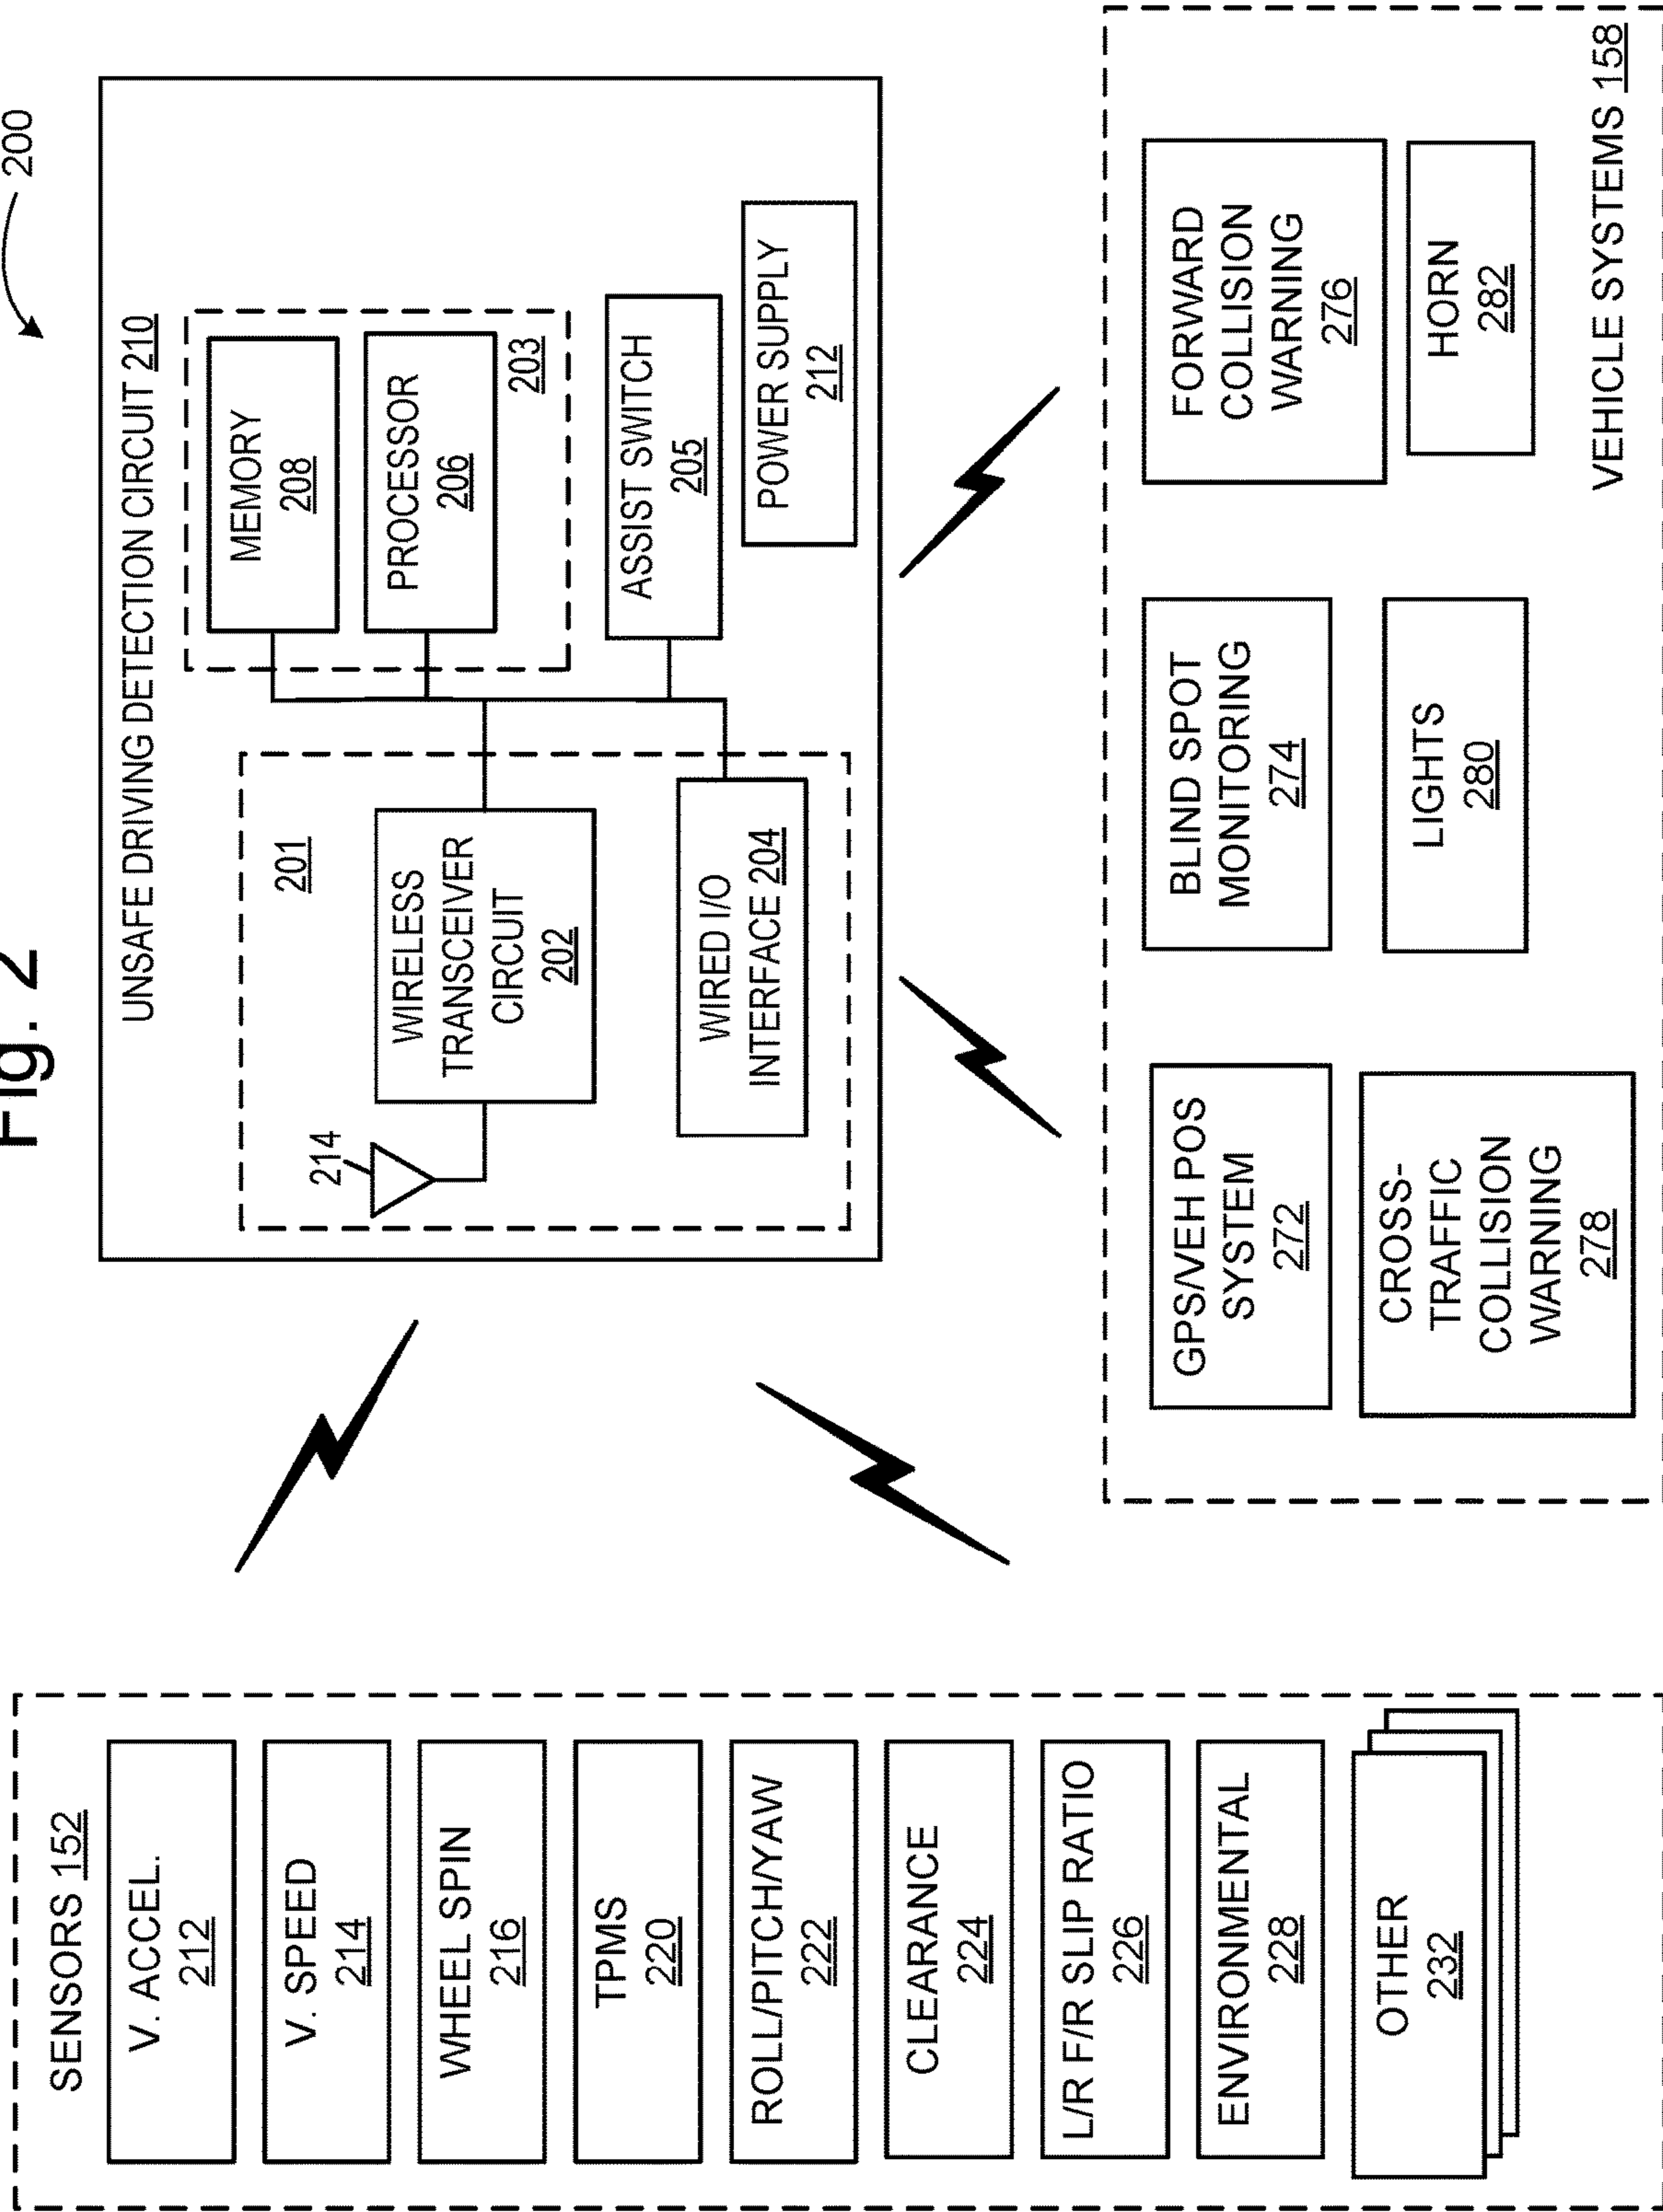 Fig. 2
200
SENSORS 152
V. ACCEL.
212
V. SPEED
214
WHEEL SPIN
216
TPMS
220
ROLL/PITCH/YAW
222
CLEARANCE
224
L/R F/R SLIP RATIO
226
ENVIRONMENTAL
228
OTHER
232
UNSAFE DRIVING DETECTION CIRCUIT 210
201
214
WIRELESS
TRANSCEIVER
CIRCUIT
202
WIRED I/O
INTERFACE 204
MEMORY
208
PROCESSOR
206
203
ASSIST SWITCH
205
POWER SUPPLY
212
GPS/VEH POS
SYSTEM
272
BLIND SPOT
MONITORING
274
FORWARD
COLLISION
WARNING
276
CROSS-
TRAFFIC
COLLISION
WARNING
278
LIGHTS
280
HORN
282
VEHICLE SYSTEMS 158